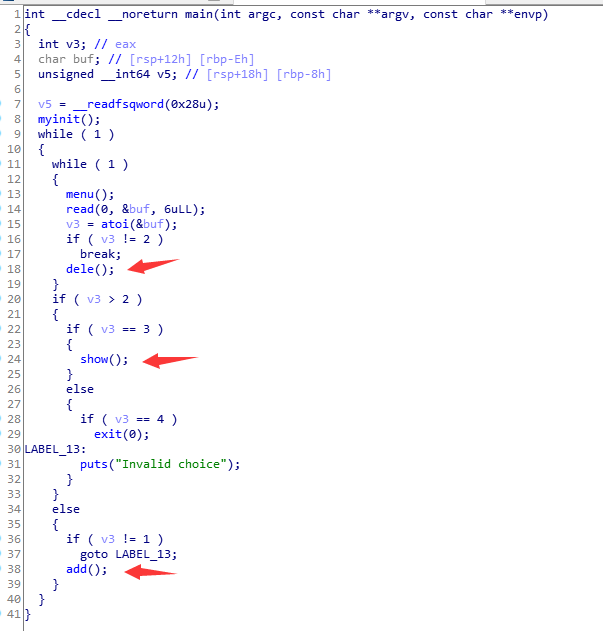 1 int __cdecl __noreturn main(int argc, const char **argv, const char **envp)
2 {
3 int v3; // eax
4 char buf; // [rsp+12h] [rbp-Eh]
5 unsigned __int64 v5; // [rsp+18h] [rbp-8h]
6
7 v5 = __readfsqword(0x28u);
8 myinit();
9 while ( 1 )
10 {
11 while ( 1 )
12 {
13 menu();
14 read(0, &buf, 6uLL);
15 v3 = atoi(&buf);
16 if ( v3 != 2 )
17 break;
18 dele();
19 }
20 if ( v3 > 2 )
21 {
22 if ( v3 == 3 )
23 {
24 show();
25 }
26 else
27 {
28 if ( v3 == 4 )
29 exit(0);
30 LABEL_13:
31 puts("Invalid choice");
32 }
33 }
34 else
35 {
36 if ( v3 != 1 )
37 goto LABEL_13;
38 add();
39 }
40 }
41 }